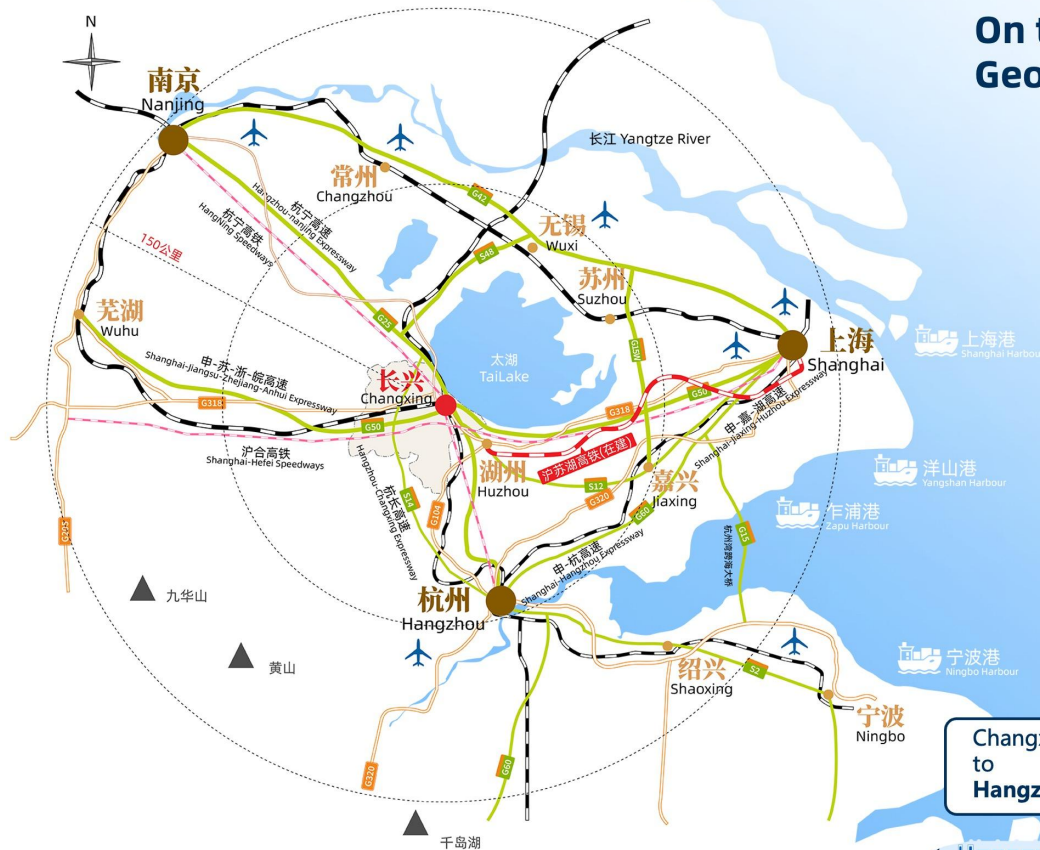 N
On t
Geo
南京
Nanjing
长江 Yangtze River
常州
Changzhou
G42
杭宁高速
Hangzhou-nanjing Expressway
杭宁高铁
HangNing Speedways
无锡
Wuxi
S48
150公里
苏州
Suzhou
芜湖
Wuhu
G25
G15W
上海
Shanghai
上海港
Shanghai Harbour
太湖
TaiLake
申-苏-浙-皖高速
Shanghai-Jiangsu-Zhejiang-Anhui Expressway
长兴
Changxing
G318
G50
G318
G50
申-嘉-湖高速
Shanghai-Jiaxing-Huzhou Expressway
沪合高铁
Shanghai-Hefei Speedways
沪苏湖高铁(在建)
湖州
Huzhou
S12
嘉兴
Jiaxing
洋山港
Yangshan Harbour
杭长高速
Hangzhou-Changxing Expressway
S14
G104
G320
G60
乍浦港
Zapu Harbour
G15
杭州湾跨海大桥
申-杭高速
Shanghai-Hangzhou Expressway
九华山
杭州
Hangzhou
黄山
绍兴
Shaoxing
S2
宁波港
Ningbo Harbour
宁波
Ningbo
G320
G60
千岛湖
Changx
to
Hangz